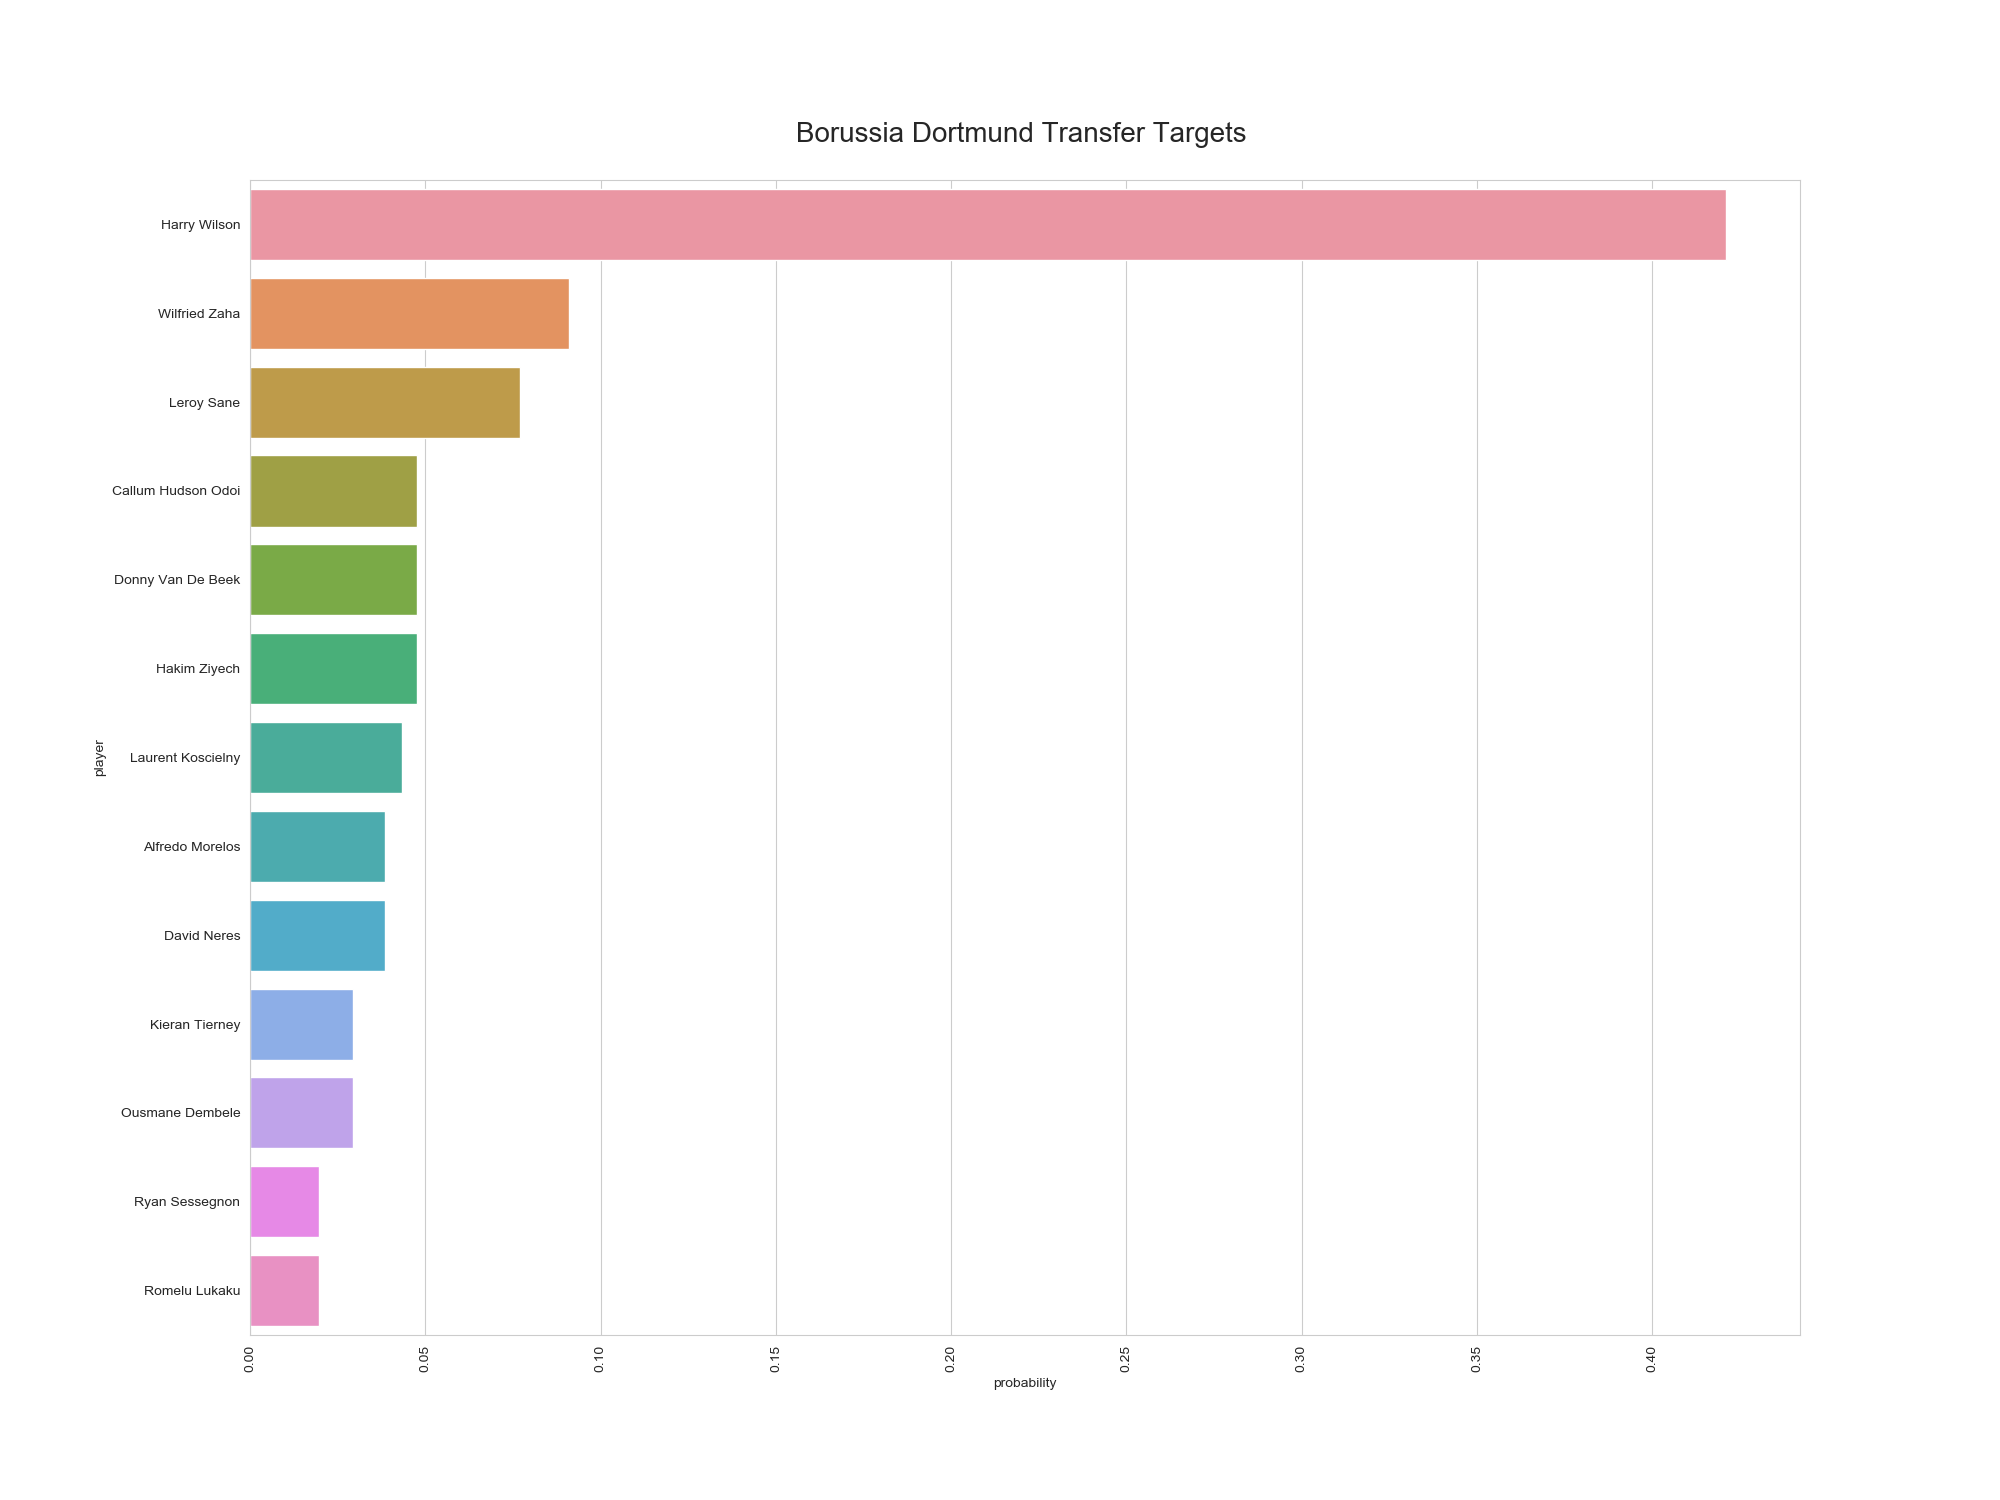 Borussia Dortmund Transfer Targets
Harry Wilson
Wilfried Zaha
Leroy Sane
Callum Hudson Odoi
Donny Van De Beek
Hakim Ziyech
Laurent Koscielny
Alfredo Morelos
David Neres
Kieran Tierney
Ousmane Dembele
Ryan Sessegnon
Romelu Lukaku
player
0.00 0.05 0.10 0.15 0.20 0.25 0.30 0.35 0.40
probability